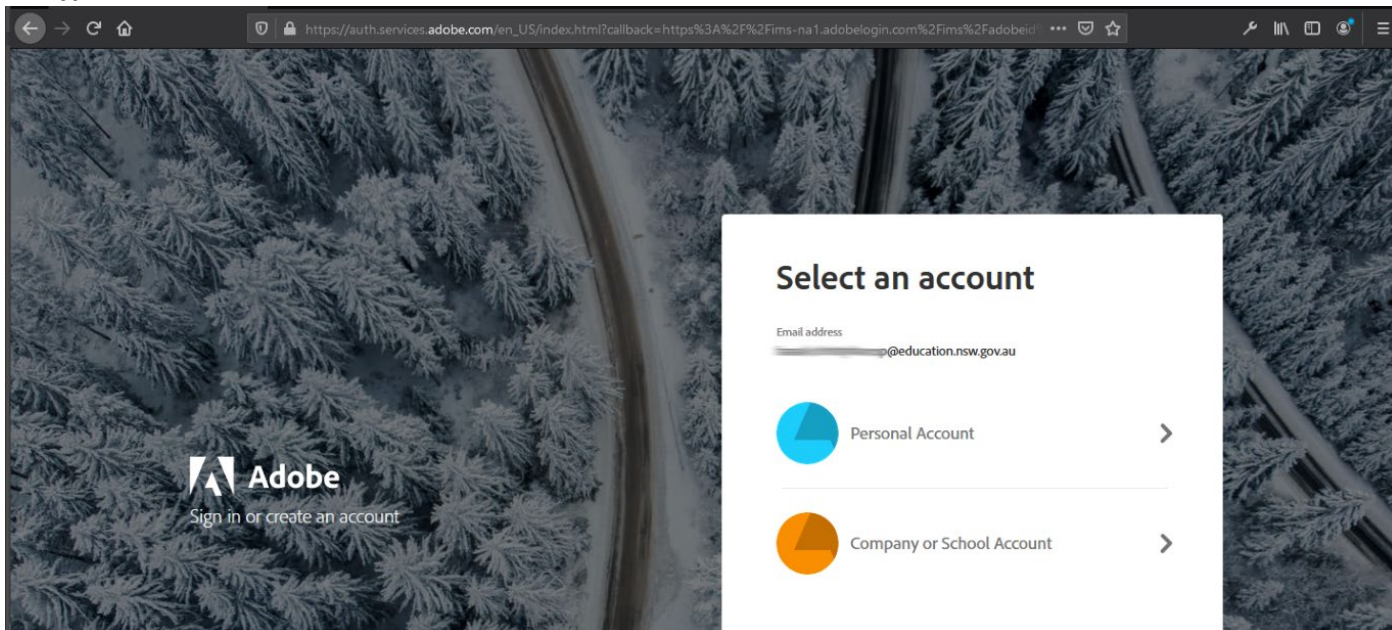 https://auth.services.adobe.com/en_US/index.html?callback=https%3A%2F%2Fims-na1.adobelogin.com%2Fims%2Fadobeid%
Select an account
Email address
p@education.nsw.gov.au
Personal Account
Adobe
Sign in or create an account
Company or School Account